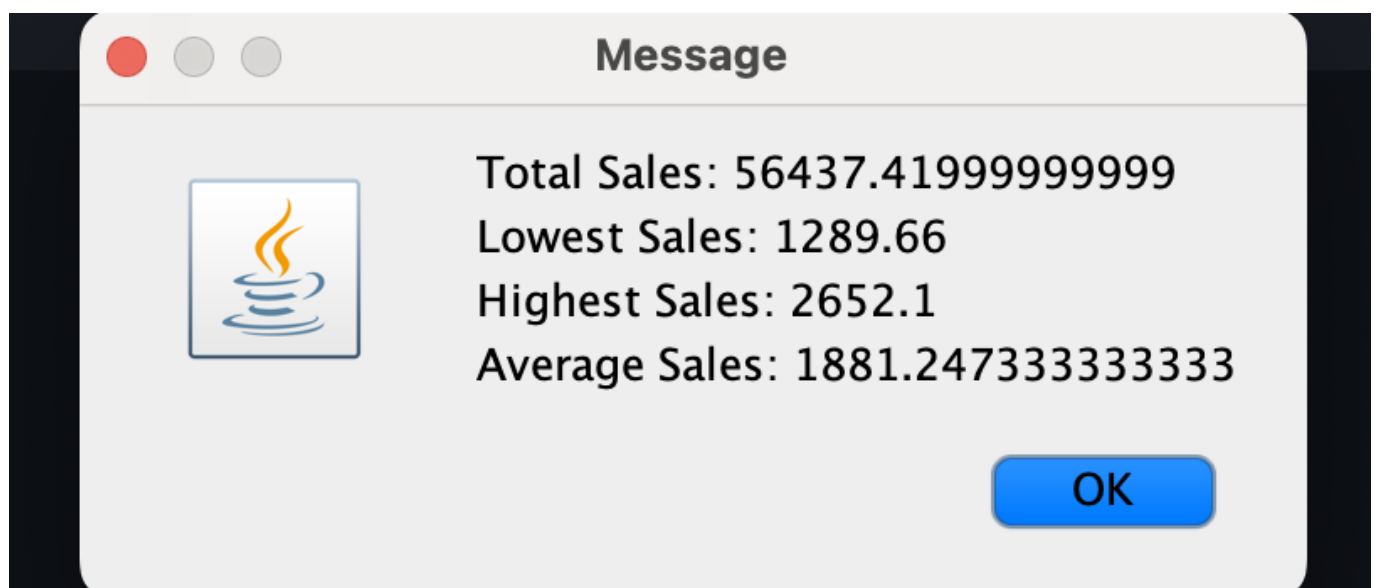 Message
Total Sales: 56437.41999999999
Lowest Sales: 1289.66
Highest Sales: 2652.1
Average Sales: 1881.247333333333
OK